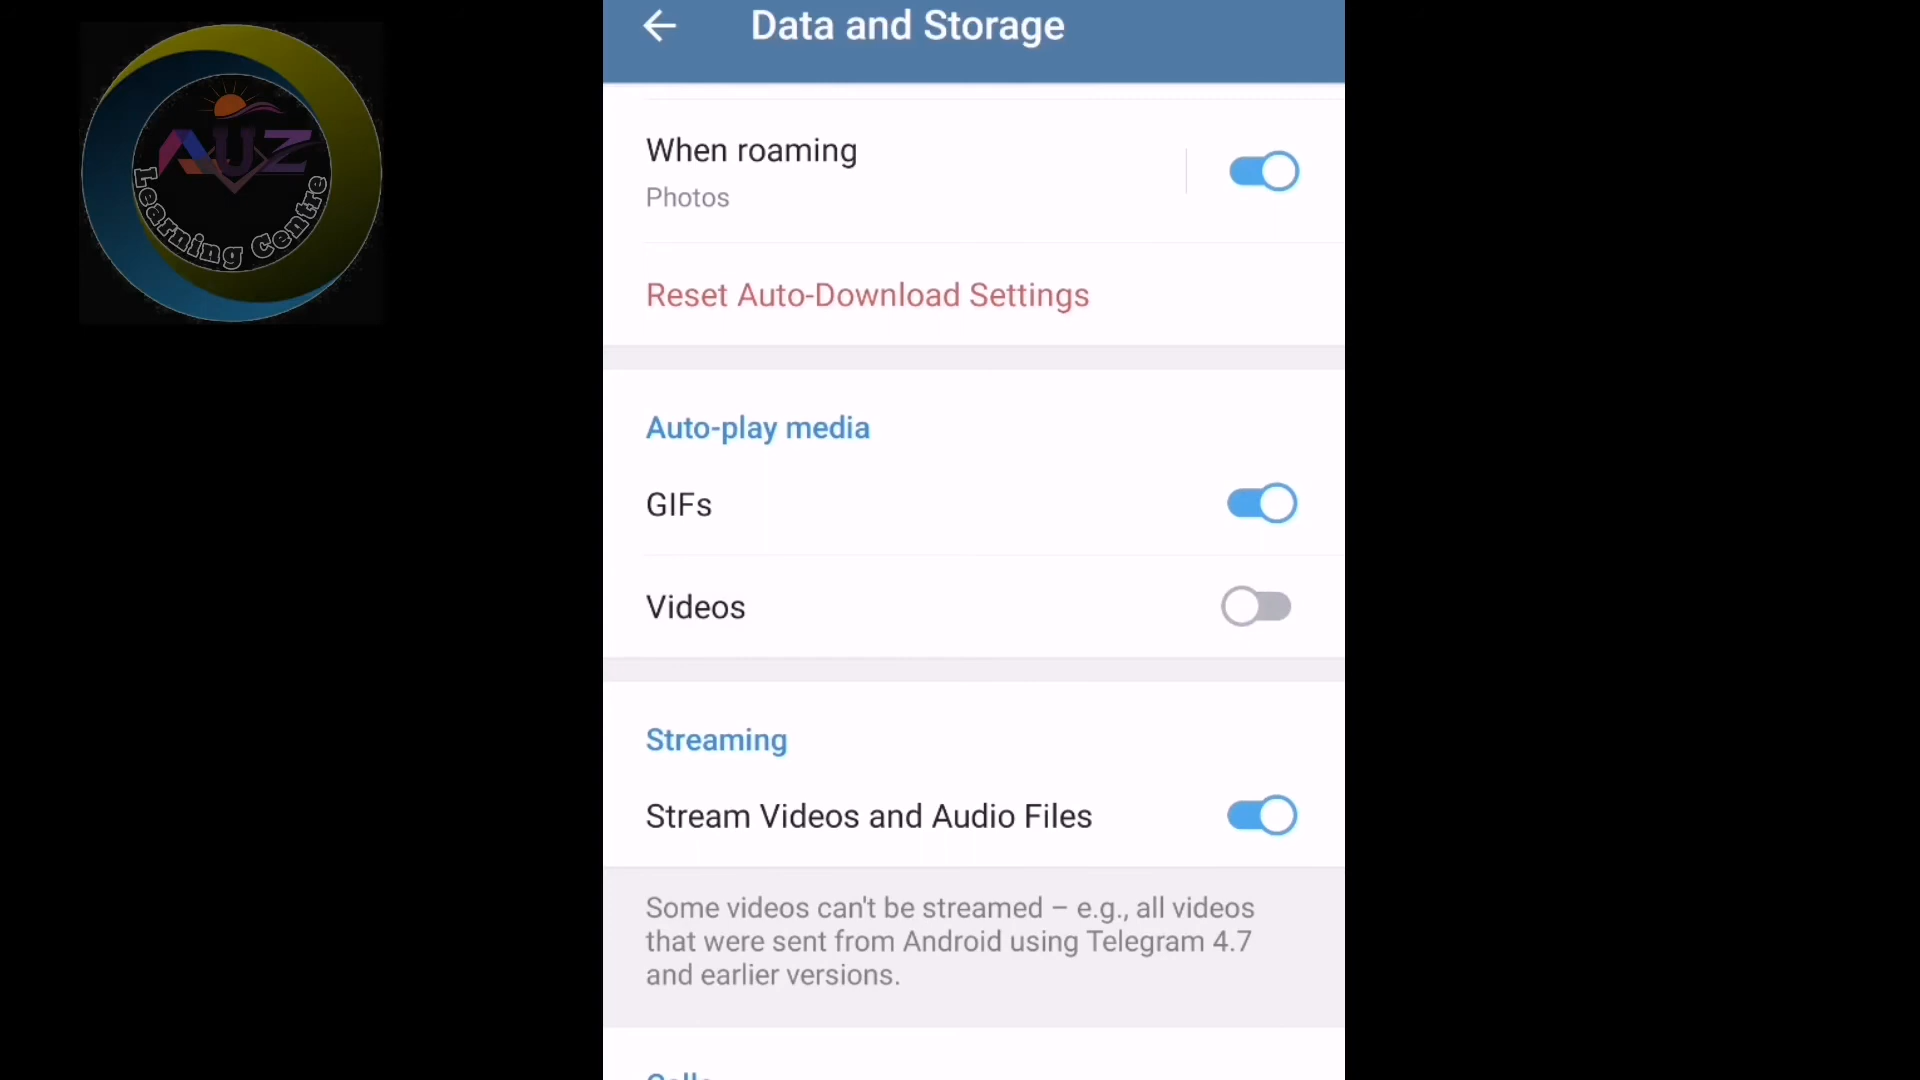 AUZ
Learning Centre
Data and Storage
When roaming
Photos
Reset Auto-Download Settings
Auto-play media
GIFs
Videos
Streaming
Stream Videos and Audio Files
Some videos can't be streamed – e.g., all videos
that were sent from Android using Telegram 4.7
and earlier versions.